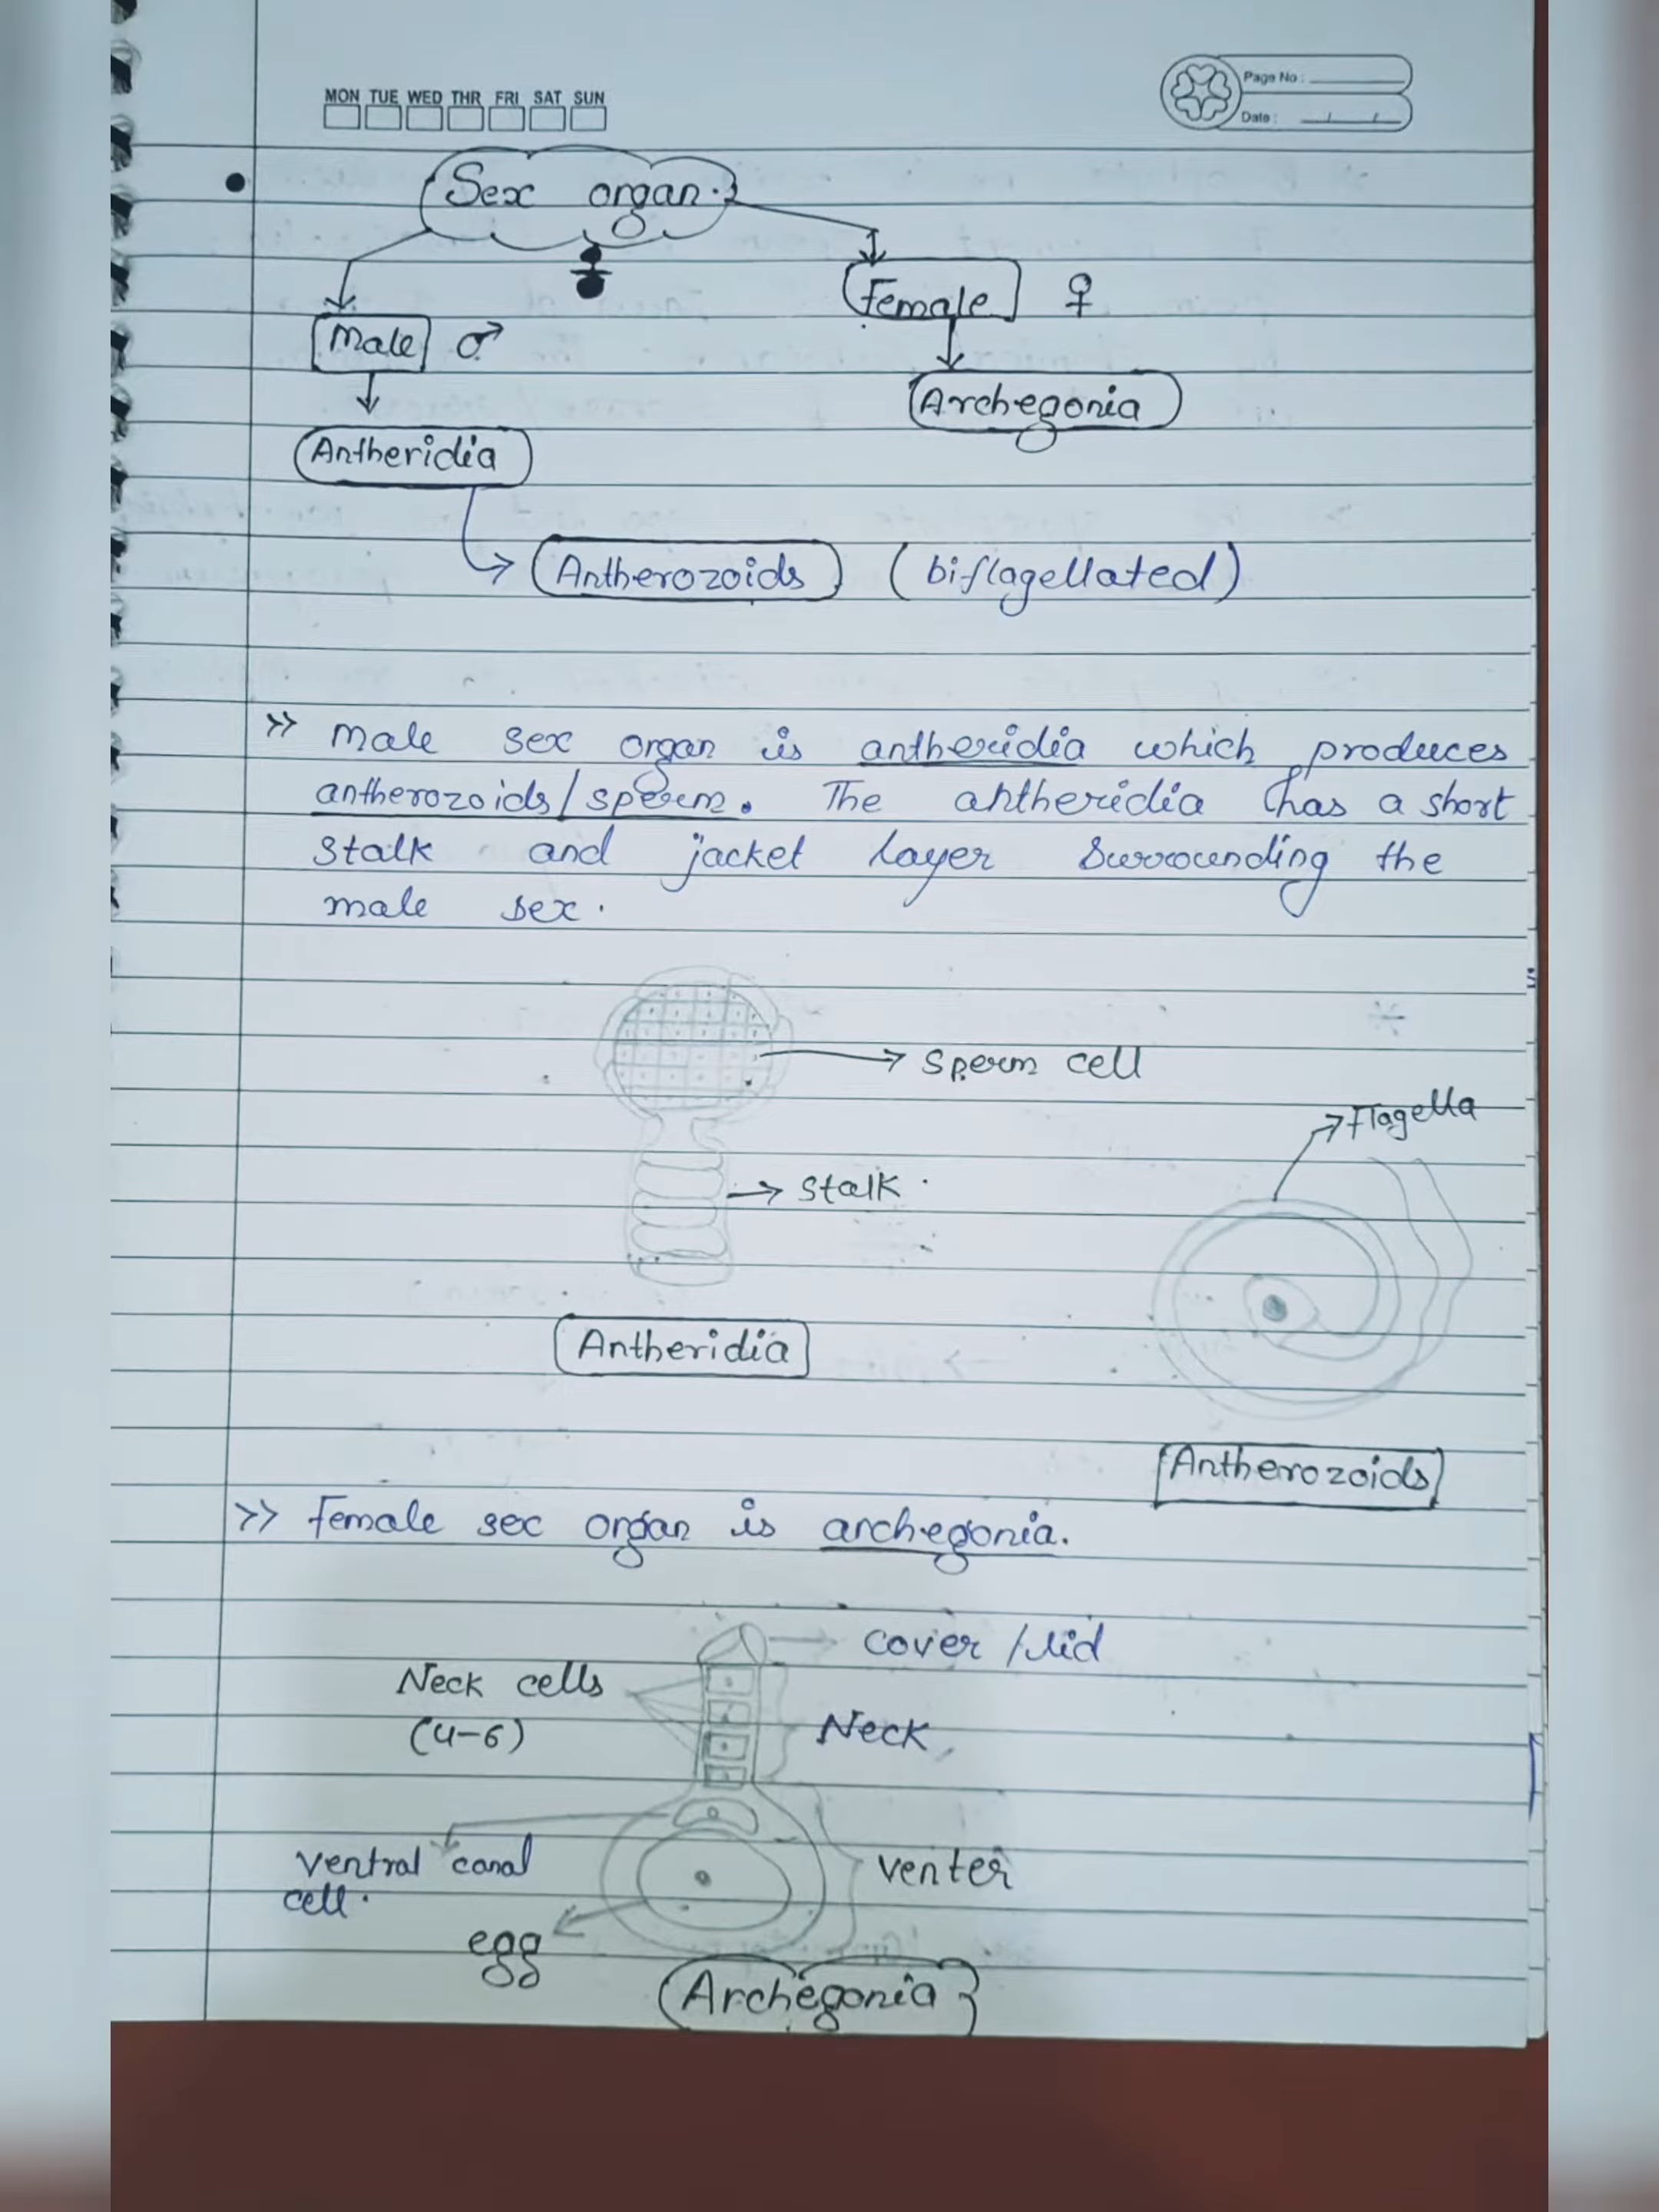 MON TUE WED THR FRI SAT SUN
Page No :
Date : / /
Sex organ.
Male ♂
Female ♀
Archegonia
Antheridia
Antherozoids (biflagellated)
>> Male sex organ is antheridia which produces
antherozoids/sperm. The antheridia has a short
stalk and jacket layer surrounding the
male sex.
Sperm cell
Flagella
Stalk
Antheridia
Antherozoids
>> Female sec organ is archegonia.
Cover / lid
Neck cells
(4-6)
Neck
Ventral canal
cell.
Venter
egg
Archegonia